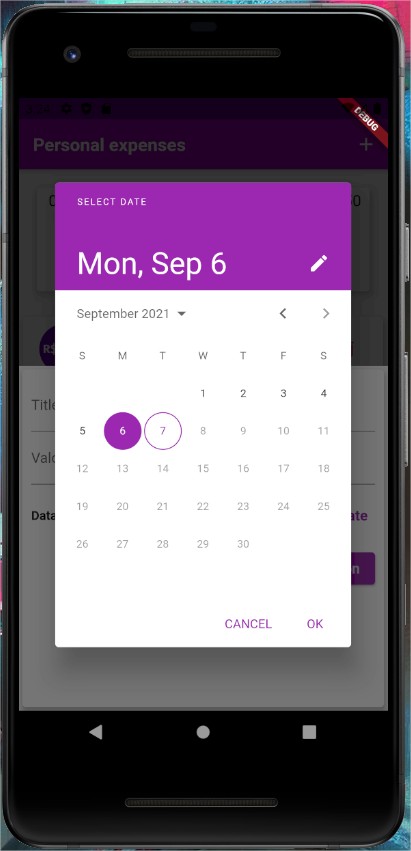 DEBUG
Personal expenses +
SELECT DATE
Mon, Sep 6
September 2021
S M T W T F S
1 2 3 4
5 6 7 8 9 10 11
12 13 14 15 16 17 18
19 20 21 22 23 24 25
26 27 28 29 30
R$
Title
Valo
Data
ate
n
CANCEL OK